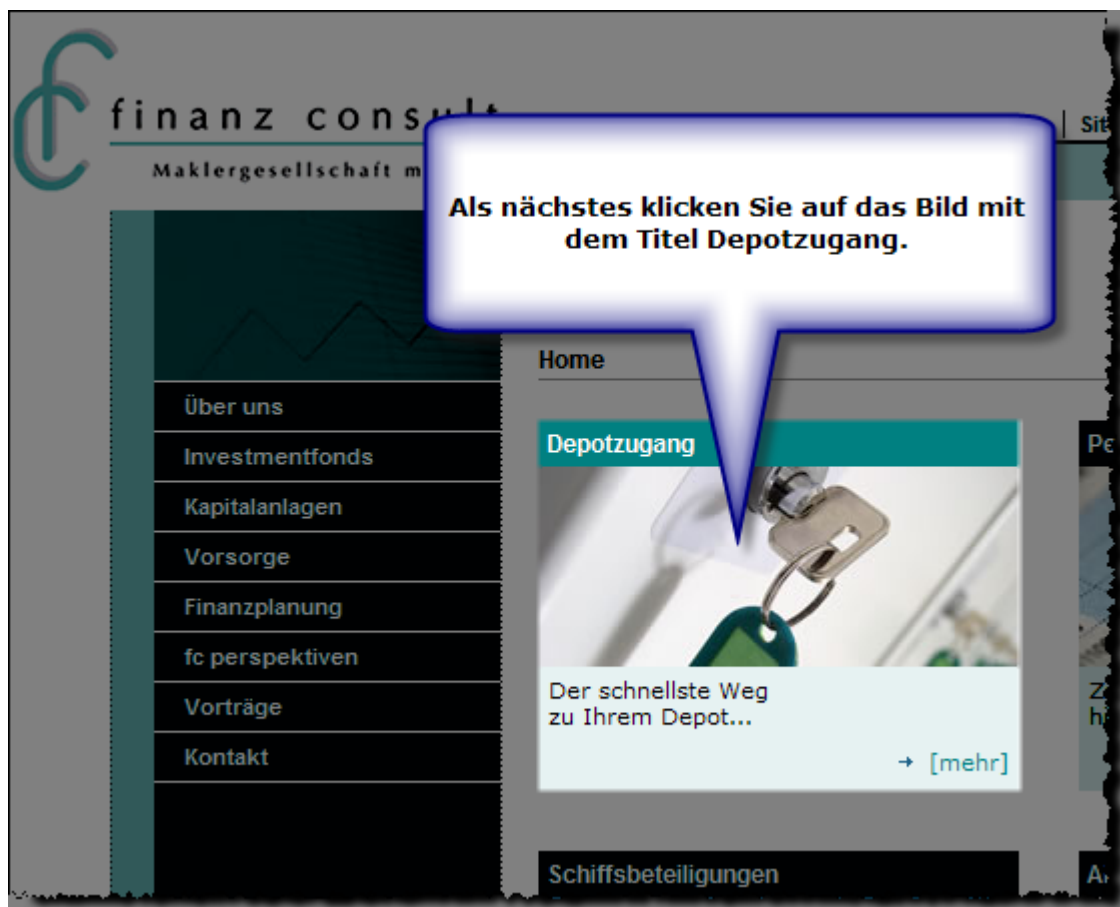 finanz consult
Maklergesellschaft
Als nächstes klicken Sie auf das Bild mit
dem Titel Depotzugang.
Home
Über uns
Investmentfonds
Kapitalanlagen
Vorsorge
Finanzplanung
fc perspektiven
Vorträge
Kontakt
Depotzugang
Der schnellste Weg
zu Ihrem Depot...
→ [mehr]
Schiffsbeteiligungen